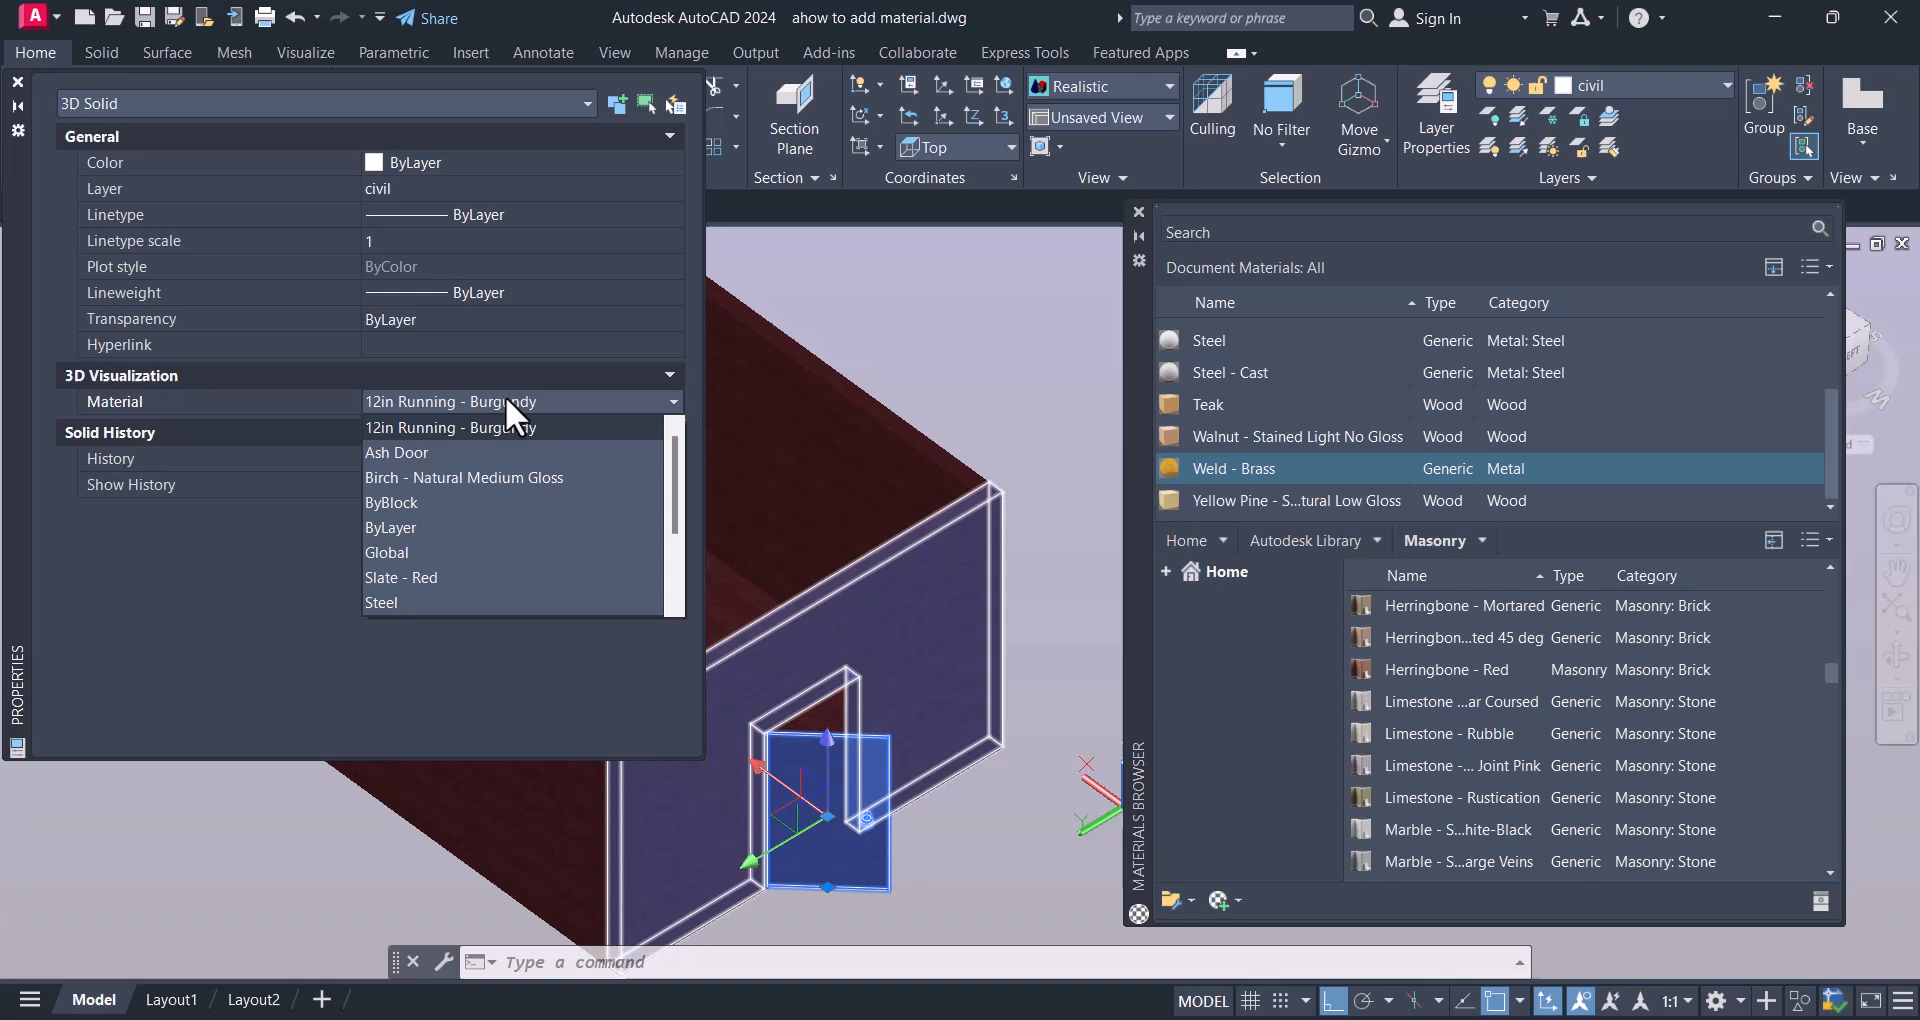 A Share Autodesk AutoCAD 2024 ahow to add material.dwg Type a keyword or phrase Sign In
Home Solid Surface Mesh Visualize Parametric Insert Annotate View Manage Output Add-ins Collaborate Express Tools Featured Apps
3D Solid
General
Color ByLayer
Layer civil
Linetype ByLayer
Linetype scale 1
Plot style ByColor
Lineweight ByLayer
Transparency ByLayer
Hyperlink
3D Visualization
Material 12in Running - Burgundy
Solid History
History
Show History
12in Running - Burgundy
Ash Door
Birch - Natural Medium Gloss
ByBlock
ByLayer
Global
Slate - Red
Steel
PROPERTIES
Section Plane
Section
Top
Coordinates
Realistic
Unsaved View
View
Culling No Filter Move Gizmo
Selection
Layer Properties
civil
Layers
Group
Groups
Base
View
Search
Document Materials: All
Name Type Category
Steel Generic Metal: Steel
Steel - Cast Generic Metal: Steel
Teak Wood Wood
Walnut - Stained Light No Gloss Wood Wood
Weld - Brass Generic Metal
Yellow Pine - S...tural Low Gloss Wood Wood
Home Autodesk Library Masonry
Home
Name Type Category
Herringbone - Mortared Generic Masonry: Brick
Herringbon...ted 45 deg Generic Masonry: Brick
Herringbone - Red Masonry Masonry: Brick
Limestone ...ar Coursed Generic Masonry: Stone
Limestone - Rubble Generic Masonry: Stone
Limestone -... Joint Pink Generic Masonry: Stone
Limestone - Rustication Generic Masonry: Stone
Marble - S...hite-Black Generic Masonry: Stone
Marble - S...arge Veins Generic Masonry: Stone
MATERIALS BROWSER
X
Y
Type a command
Model Layout1 Layout2
MODEL 1:1